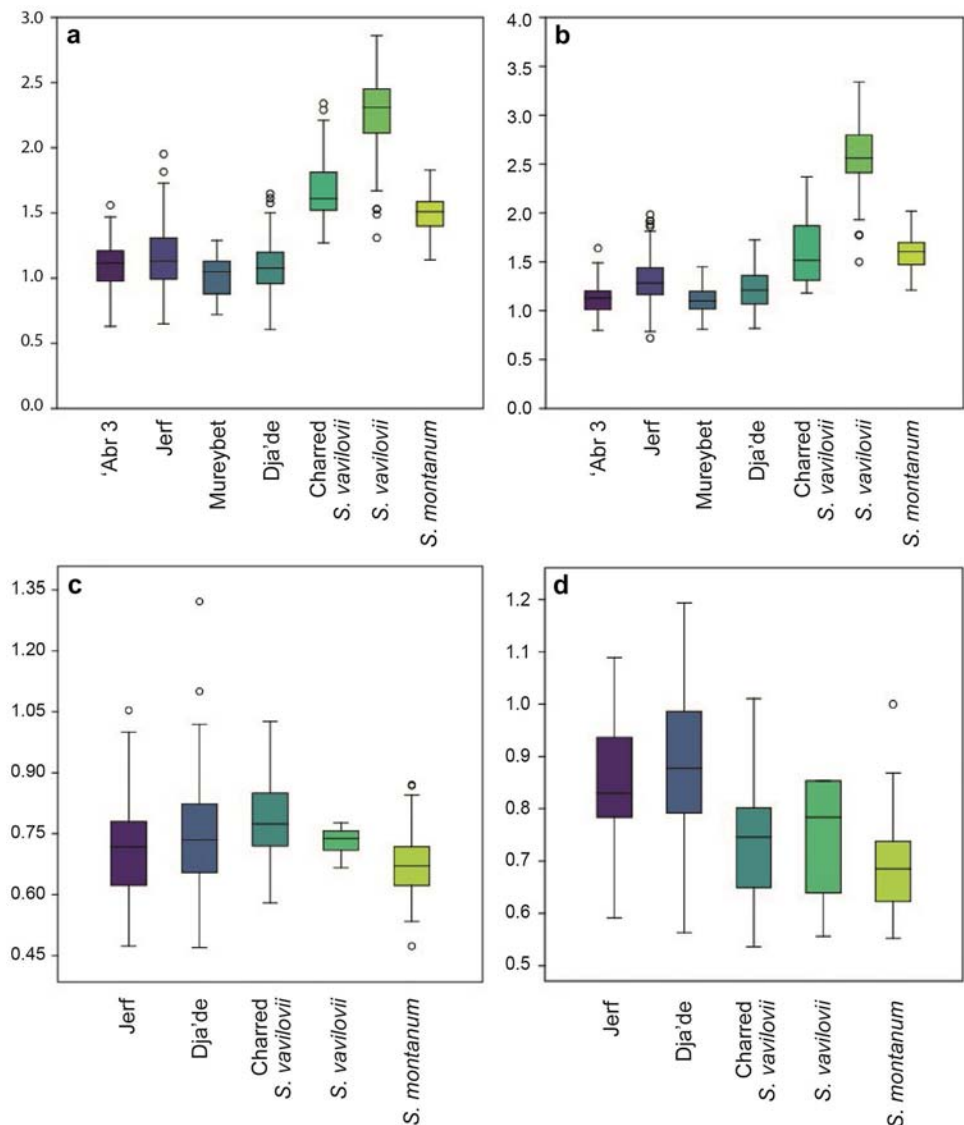 a
3.0
2.5
2.0
1.5
1.0
0.5
0.0
'Abr 3
Jerf
Mureybet
Dja'de
Charred
S. vavilovii
S. vavilovii
S. montanum
b
4.0
3.5
3.0
2.5
2.0
1.5
1.0
0.5
0.0
'Abr 3
Jerf
Mureybet
Dja'de
Charred
S. vavilovii
S. vavilovii
S. montanum
c
1.35
1.20
1.05
0.90
0.75
0.60
0.45
Jerf
Dja'de
Charred
S. vavilovii
S. vavilovii
S. montanum
d
1.2
1.1
1.0
0.9
0.8
0.7
0.6
0.5
Jerf
Dja'de
Charred
S. vavilovii
S. vavilovii
S. montanum